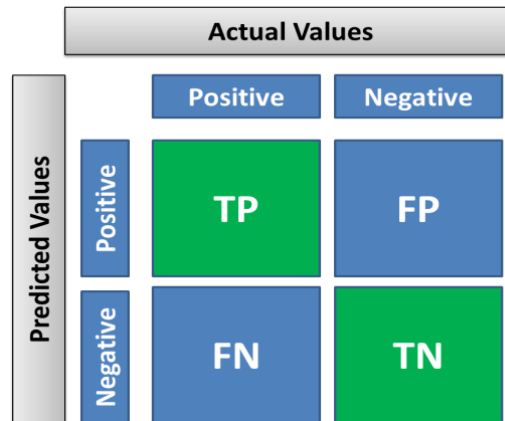 Actual Values
Positive
Negative
Predicted Values
Positive
TP
FP
Negative
FN
TN